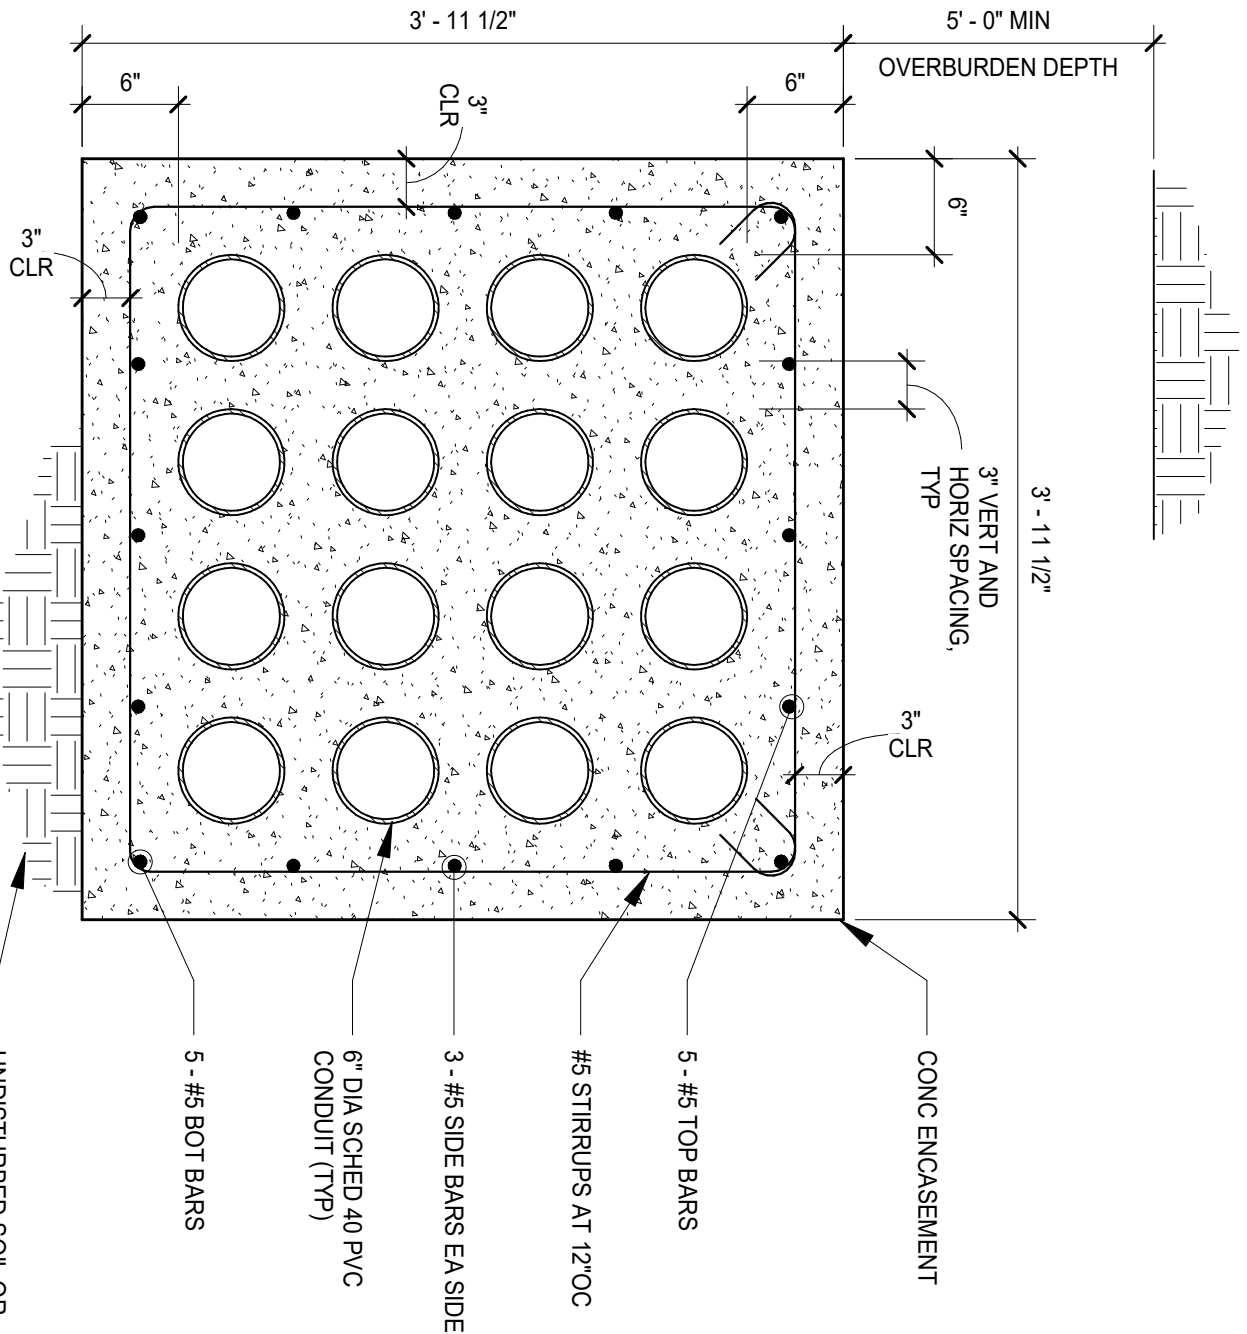 3' - 11 1/2"
5' - 0" MIN
OVERBURDEN DEPTH
6"
6"
3"
CLR
6"
3"
CLR
3" VERT AND
HORIZ SPACING,
TYP
3' - 11 1/2"
3"
CLR
CONC ENCASEMENT
5 - #5 TOP BARS
#5 STIRRUPS AT 12"OC
3 - #5 SIDE BARS EA SIDE
6" DIA SCHED 40 PVC
CONDUIT (TYP)
5 - #5 BOT BARS
UNDISTURBED SOIL OR